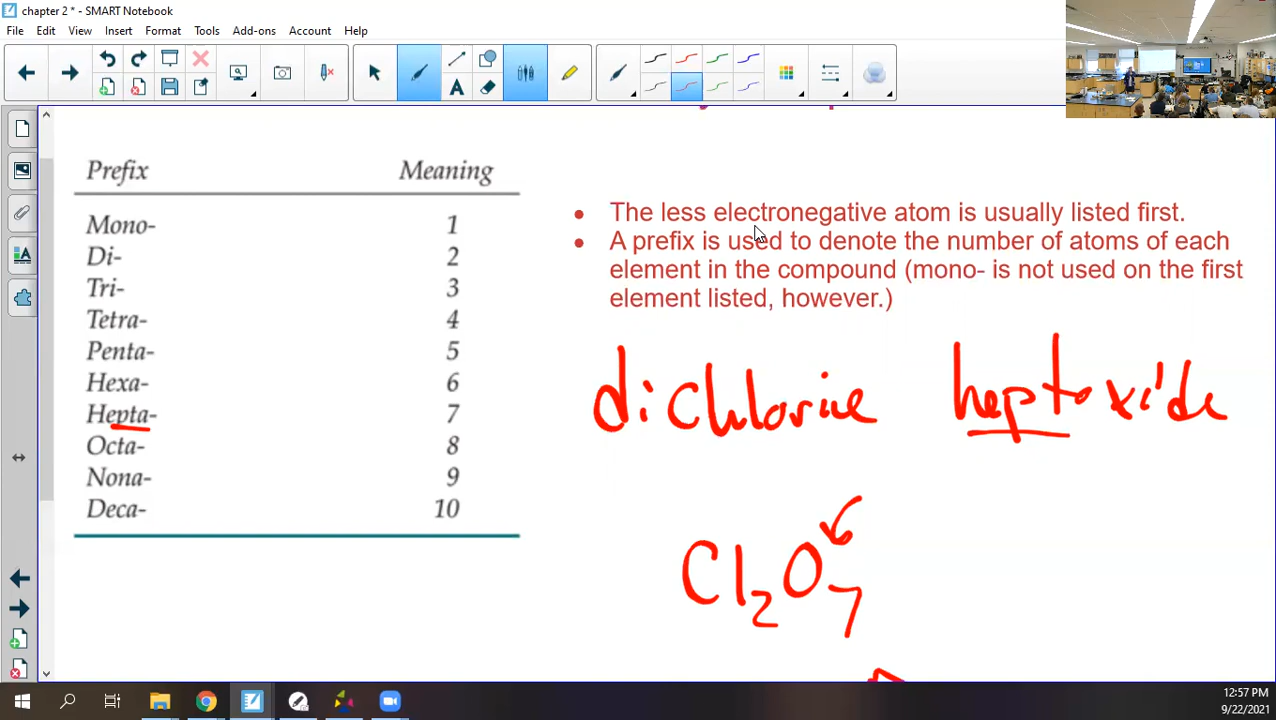 chapter 2 * - SMART Notebook
File Edit View Insert Format Tools Add-ons Account Help
Prefix Meaning
Mono- 1
Di- 2
Tri- 3
Tetra- 4
Penta- 5
Hexa- 6
Hepta- 7
Octa- 8
Nona- 9
Deca- 10
• The less electronegative atom is usually listed first.
• A prefix is used to denote the number of atoms of each
element in the compound (mono- is not used on the first
element listed, however.)
dichlorine heptoxide
Cl2O7
12:57 PM
9/22/2021